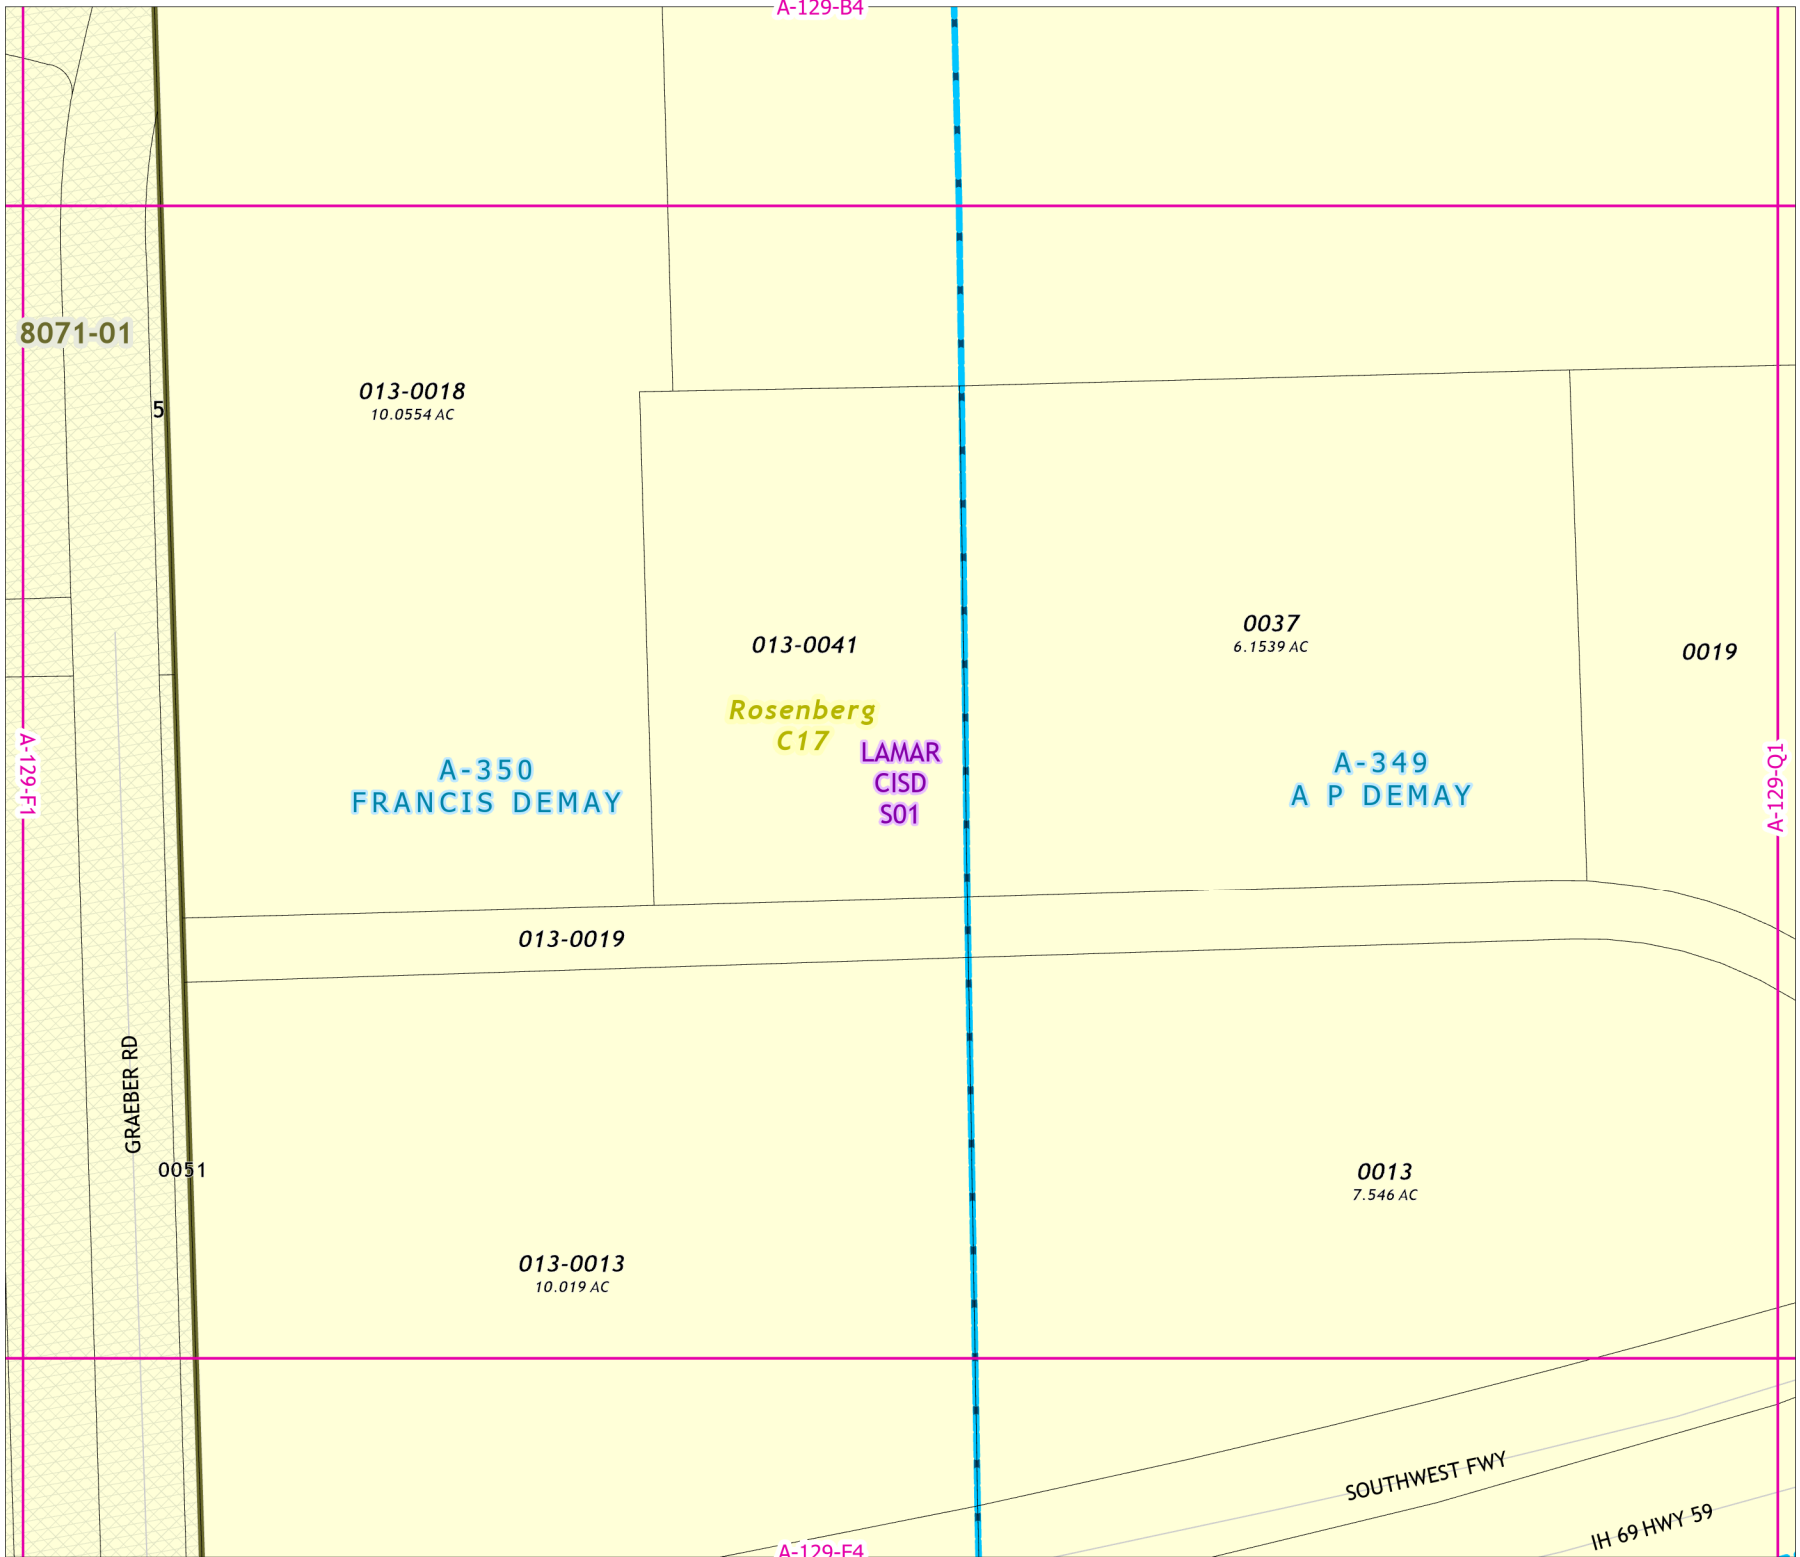 A-129-B4
8071-01
013-0018
10.0554 AC
5
013-0041
0037
6.1539 AC
0019
Rosenberg
C17
LAMAR
CISD
S01
A-350
FRANCIS DEMAY
A-349
A P DEMAY
A-129-F1
A-129-Q1
013-0019
GRAEBER RD
0051
0013
7.546 AC
013-0013
10.019 AC
SOUTHWEST FWY
IH 69 HWY 59
A-129-F4